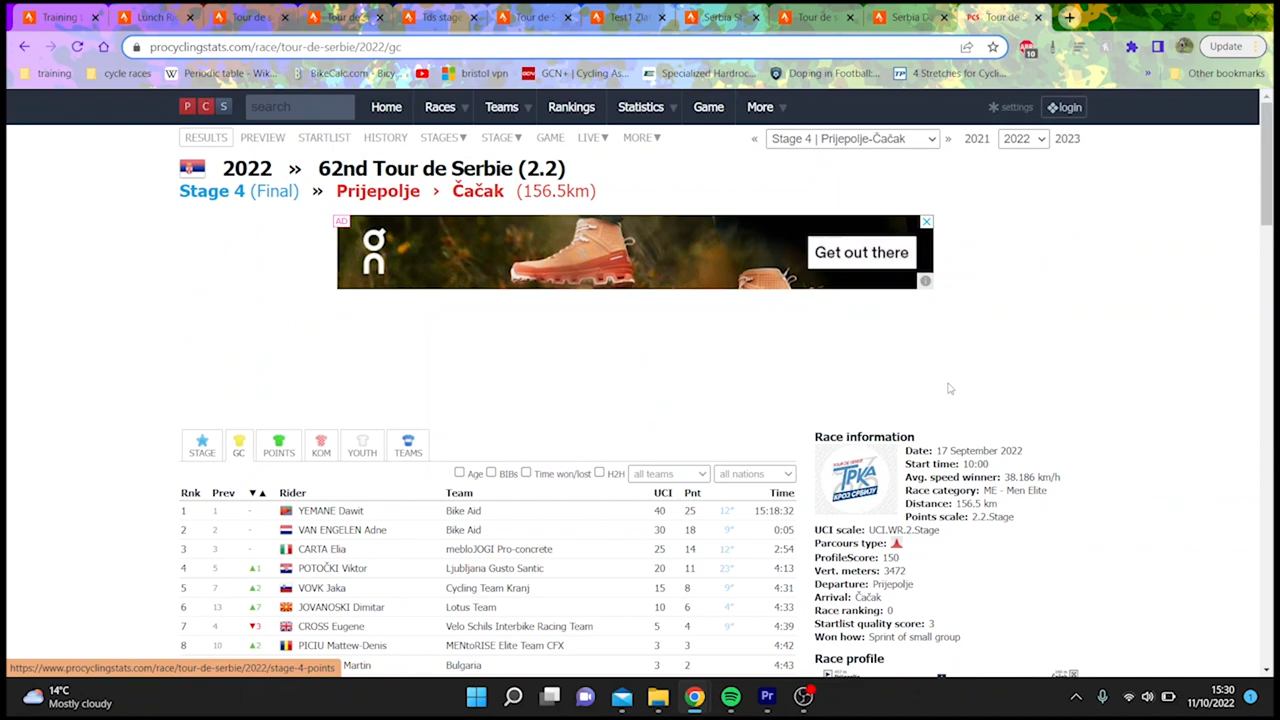 Training L
Lunch Ri
Tour de s
Tour de S
Tds stage
Tour de S
Test1 Zlat
Serbia St
Tour de s
Serbia Da
PCS Tour de S
procyclingstats.com/race/tour-de-serbie/2022/gc
10
Update
training
cycle races
W Periodic table - Wik...
BikeCalc.com - Bicy...
bristol vpn
GCN+ | Cycling As...
Specialized Hardroc...
Doping in Football:...
TP 4 Stretches for Cycl...
» Other bookmarks
P C S search Home Races Teams Rankings Statistics Game More settings login
RESULTS PREVIEW STARTLIST HISTORY STAGES▼ STAGE▼ GAME LIVE▼ MORE▼ « Stage 4 | Prijepolje-Čačak » 2021 2022 2023
2022 » 62nd Tour de Serbie (2.2)
Stage 4 (Final) » Prijepolje › Čačak (156.5km)
AD
on
Get out there
STAGE GC POINTS KOM YOUTH TEAMS
Age BIBs Time won/lost H2H all teams all nations
Rnk Prev ▼▲ Rider Team UCI Pnt Time
1 1 - YEMANE Dawit Bike Aid 40 25 12″ 15:18:32
2 2 - VAN ENGELEN Adne Bike Aid 30 18 9″ 0:05
3 3 - CARTA Elia mebloJOGI Pro-concrete 25 14 12″ 2:54
4 5 ▲1 POTOČKI Viktor Ljubljana Gusto Santic 20 11 23″ 4:13
5 7 ▲2 VOVK Jaka Cycling Team Kranj 15 8 9″ 4:31
6 13 ▲7 JOVANOSKI Dimitar Lotus Team 10 6 4″ 4:33
7 4 ▼3 CROSS Eugene Velo Schils Interbike Racing Team 5 4 9″ 4:39
8 10 ▲2 PICIU Mattew-Denis MENtoRISE Elite Team CFX 3 3 4:42
Martin Bulgaria 3 2 4:43
Race information
ТРКА
КРОЗ СРБИЈУ
Date: 17 September 2022
Start time: 10:00
Avg. speed winner: 38.186 km/h
Race category: ME - Men Elite
Distance: 156.5 km
Points scale: 2.2.Stage
UCI scale: UCI.WR.2.Stage
Parcours type:
ProfileScore: 150
Vert. meters: 3472
Departure: Prijepolje
Arrival: Čačak
Race ranking: 0
Startlist quality score: 3
Won how: Sprint of small group
Race profile
https://www.procyclingstats.com/race/tour-de-serbie/2022/stage-4-points
14°C
Mostly cloudy
Pr
15:30
11/10/2022
1